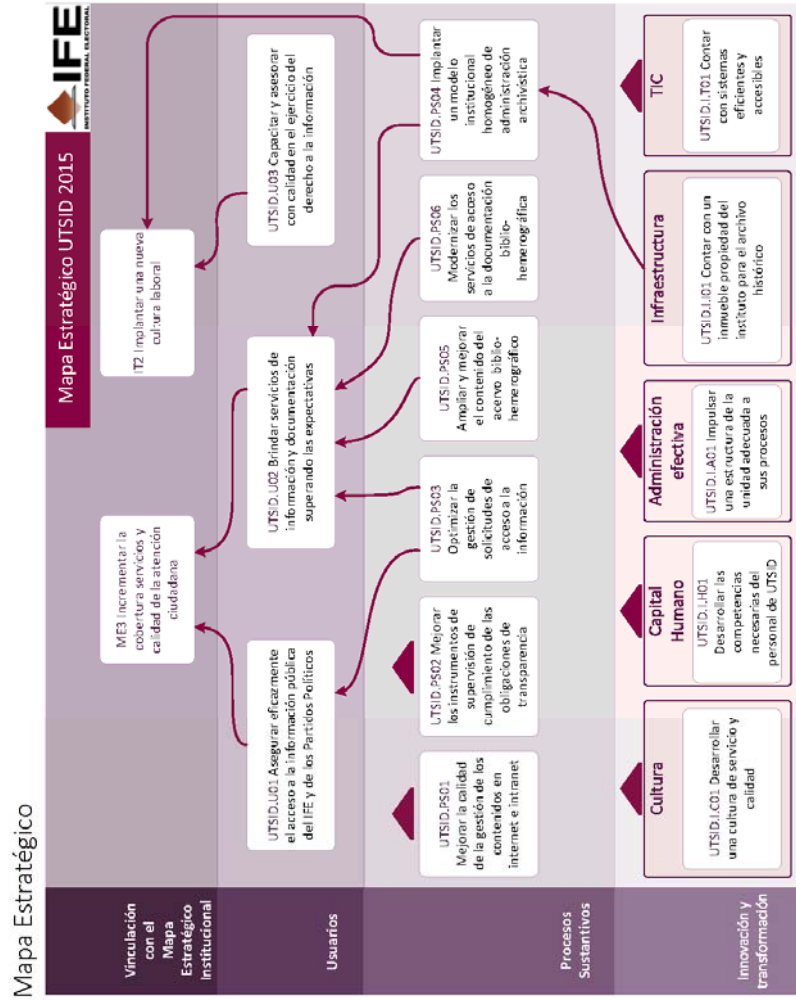 Mapa Estratégico
Mapa Estratégico UTSID 2015
IFE
INSTITUTO FEDERAL ELECTORAL
Vinculación
con el
Mapa
Estratégico
Institucional
ME3 Incrementar la
cobertura servicios y
calidad de la atención
ciudadana
IT2 Implantar una nueva
cultura laboral
Usuarios
UTSID.U01 Asegurar eficazmente
el acceso a la información pública
del IFE y de los Partidos Políticos
UTSID.U02 Brindar servicios de
información y documentación
superando las expectativas
UTSID.U03 Capacitar y asesorar
con calidad en el ejercicio del
derecho a la información
Procesos
Sustantivos
UTSID.PS01
Mejorar la calidad
de la gestión de los
contenidos en
internet e intranet
UTSID.PS02 Mejorar
los instrumentos de
supervisión de
cumplimiento de las
obligaciones de
transparencia
UTSID.PS03
Optimizar la
gestión de
solicitudes de
acceso a la
información
UTSID.PS05
Ampliar y mejorar
el contenido del
acervo biblio-
hemerográfico
UTSID.PS06
Modernizar los
servicios de acceso
a la documentación
biblio-
hemerográfica
UTSID.PS04 Implantar
un modelo
institucional
homogéneo de
administración
archivística
Innovación y
transformación
Cultura
UTSID.I.C01 Desarrollar
una cultura de servicio y
calidad
Capital
Humano
UTSID.I.H01
Desarrollar las
competencias
necesarias del
personal de UTSID
Administración
efectiva
UTSID.I.A01 Impulsar
una estructura de la
unidad adecuada a
sus procesos
Infraestructura
UTSID.I.I01 Contar con un
inmueble propiedad del
instituto para el archivo
histórico
TIC
UTSID.I.T01 Contar
con sistemas
eficientes y
accesibles